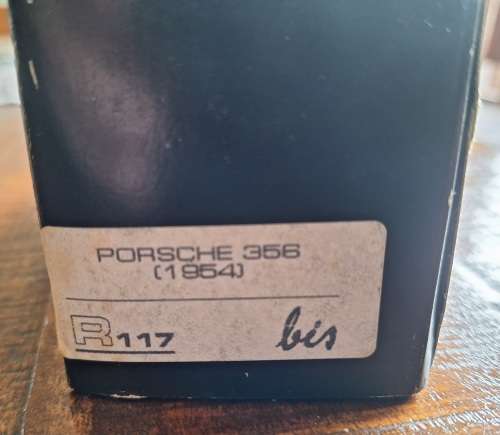 PORSCHE 356
(1954)
R117 bis